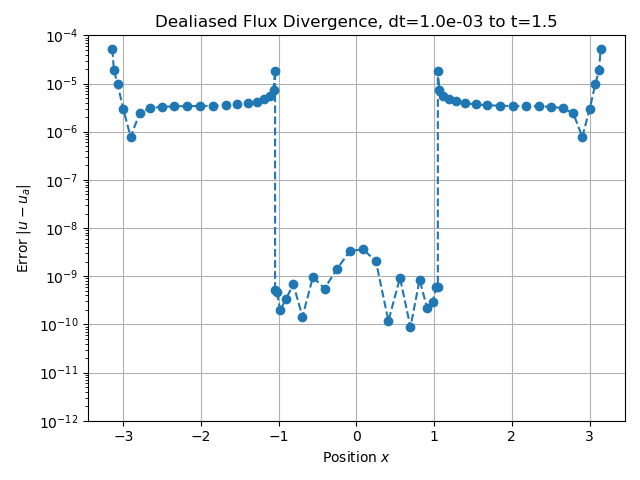 Dealiased Flux Divergence, dt=1.0e-03 to t=1.5
Error |u − u_a|
10^{-4}
10^{-5}
10^{-6}
10^{-7}
10^{-8}
10^{-9}
10^{-10}
10^{-11}
10^{-12}
−3 −2 −1 0 1 2 3
Position x